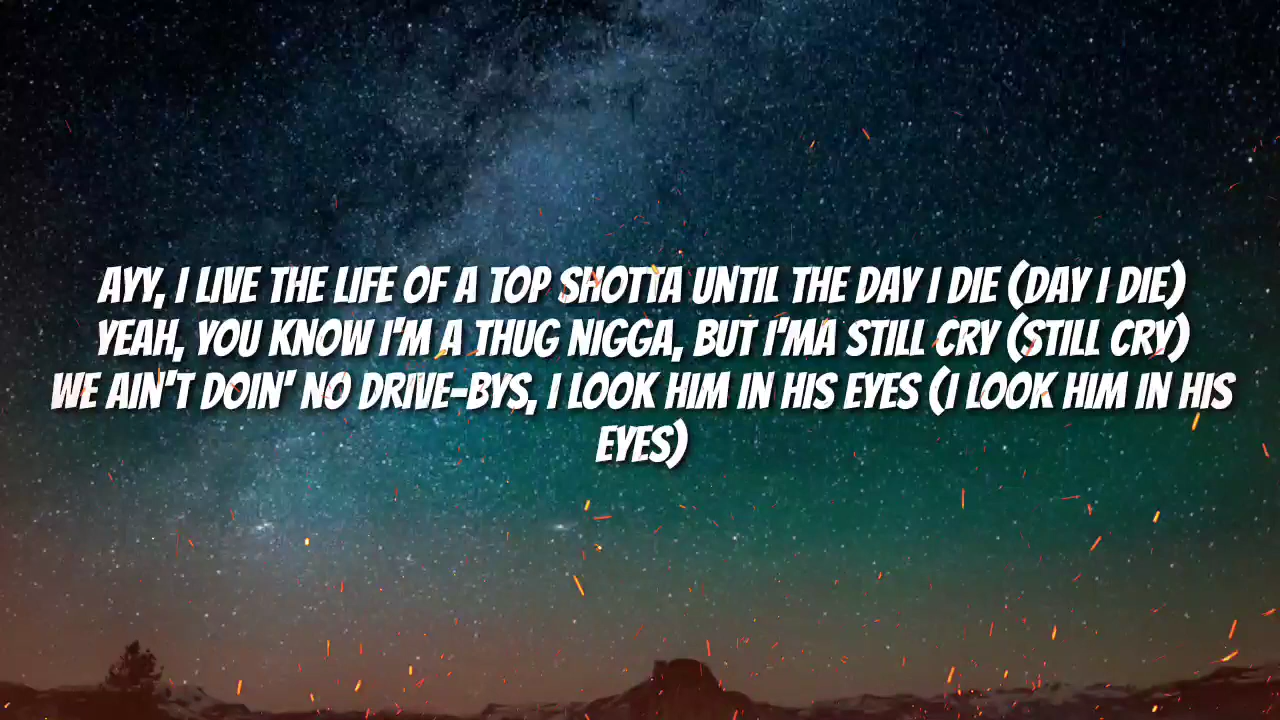 AYY, I LIVE THE LIFE OF A TOP SHOTTA UNTIL THE DAY I DIE (DAY I DIE)
YEAH, YOU KNOW I'M A THUG NIGGA, BUT I'MA STILL CRY (STILL CRY)
WE AIN'T DOIN' NO DRIVE-BYS, I LOOK HIM IN HIS EYES (I LOOK HIM IN HIS
EYES)